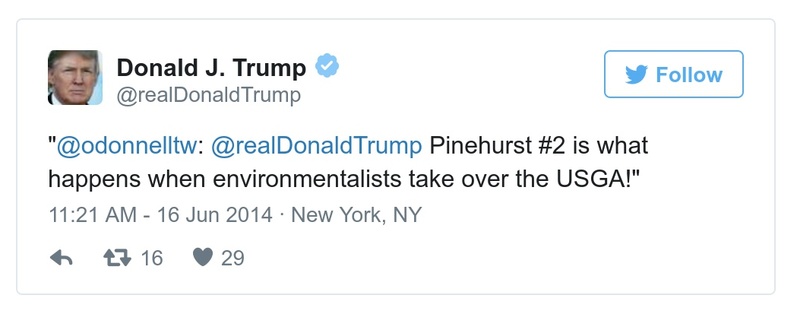 Donald J. Trump
@realDonaldTrump
Follow
"@odonnelltw: @realDonaldTrump Pinehurst #2 is what
happens when environmentalists take over the USGA!"
11:21 AM - 16 Jun 2014 · New York, NY
16 29